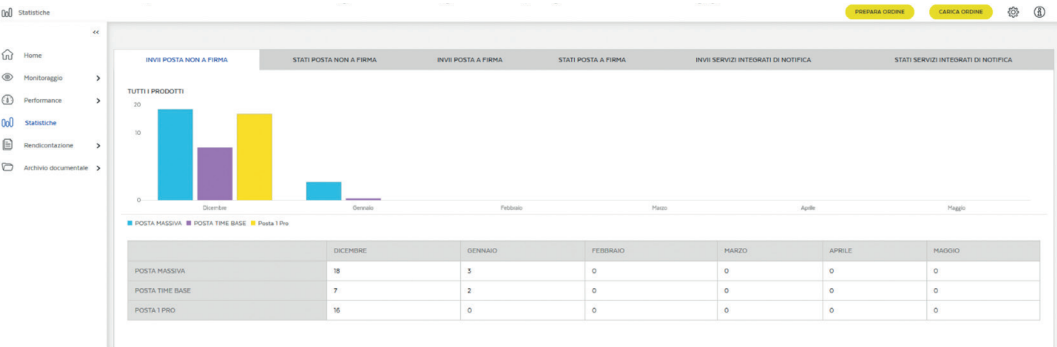 Statistiche
PREPARA ORDINE
CARICA ORDINE
<<
Home
Monitoraggio
Performance
Statistiche
Rendicontazione
Archivio documentale
INVII POSTA NON A FIRMA
STATI POSTA NON A FIRMA
INVII POSTA A FIRMA
STATI POSTA A FIRMA
INVII SERVIZI INTEGRATI DI NOTIFICA
STATI SERVIZI INTEGRATI DI NOTIFICA
TUTTI I PRODOTTI
20
10
0
Dicembre Gennaio Febbraio Marzo Aprile Maggio
POSTA MASSIVA POSTA TIME BASE Posta 1 Pro
DICEMBRE GENNAIO FEBBRAIO MARZO APRILE MAGGIO
POSTA MASSIVA 18 3 0 0 0 0
POSTA TIME BASE 7 2 0 0 0 0
POSTA 1 PRO 16 0 0 0 0 0